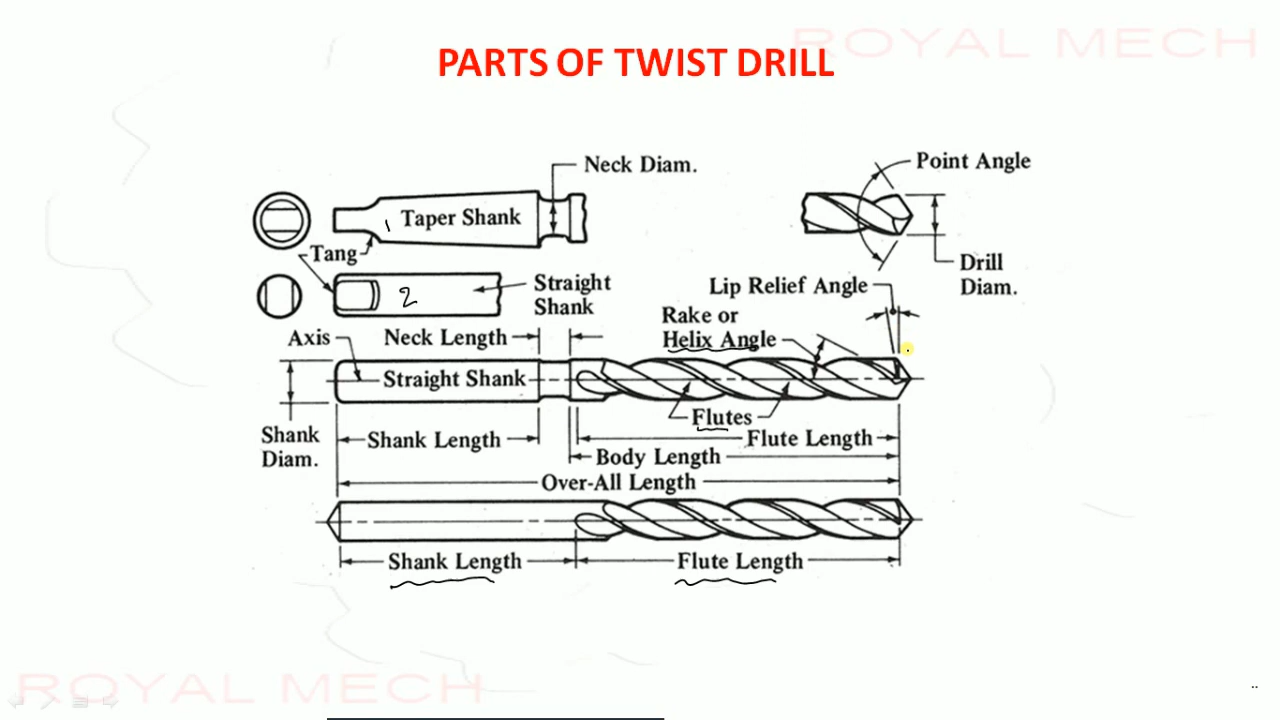 ROYAL MECH
PARTS OF TWIST DRILL
Neck Diam.
Point Angle
1 Taper Shank
Tang
Drill
Diam.
2
Straight
Shank
Lip Relief Angle
Rake or
Helix Angle
Axis
Neck Length
Straight Shank
Flutes
Shank
Diam.
Shank Length
Flute Length
Body Length
Over-All Length
Shank Length
Flute Length
ROYAL MECH